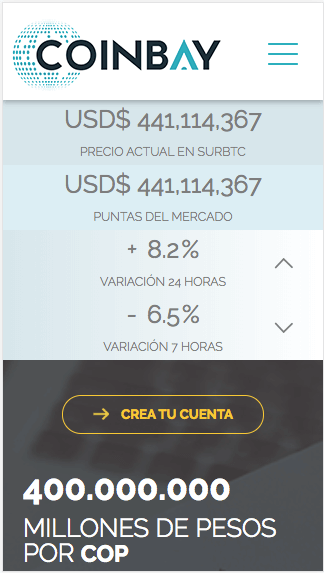 COINBAY
USD$ 441,114,367
PRECIO ACTUAL EN SURBTC
USD$ 441,114,367
PUNTAS DEL MERCADO
+ 8.2%
VARIACIÓN 24 HORAS
- 6.5%
VARIACIÓN 7 HORAS
→ CREA TU CUENTA
400.000.000
MILLONES DE PESOS
POR COP